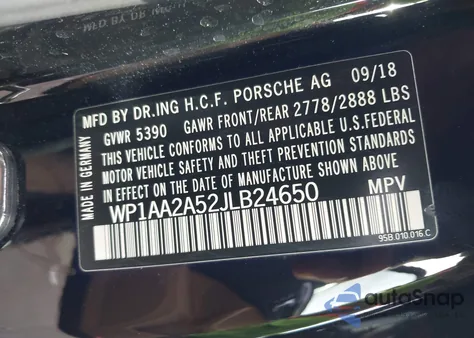 MFD BY DR.ING H.C.F. PORSCHE AG 09/18
GVWR 5390 GAWR FRONT/REAR 2778/2888 LBS
THIS VEHICLE CONFORMS TO ALL APPLICABLE U.S.FEDERAL
MOTOR VEHICLE SAFETY AND THEFT PREVENTION
STANDARDS IN EFFECT ON THE DATE OF MANUFACTURE
SHOWN ABOVE.
WP1AA2A52JLB24650 MPV
MADE IN GERMANY
95B.010.016.C
autoSnap